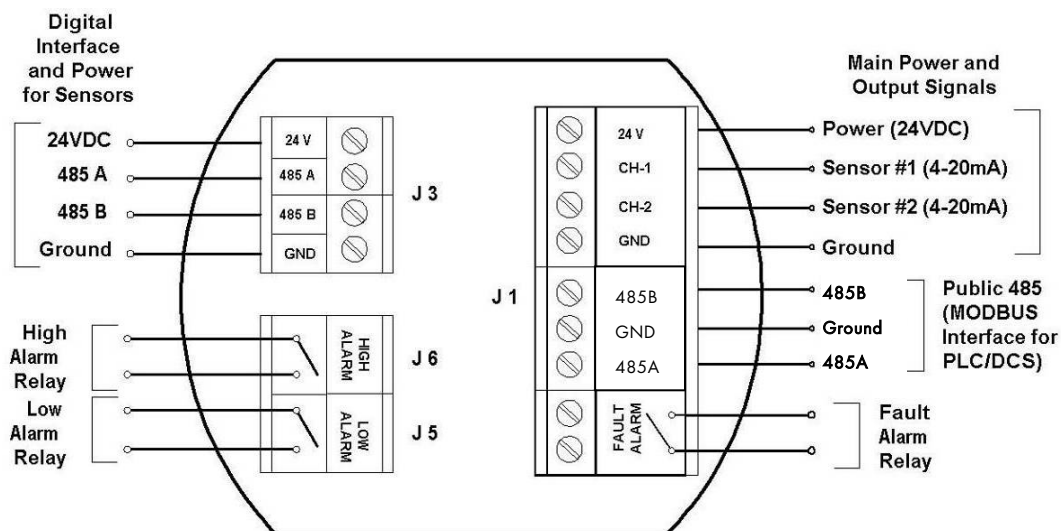 Digital
Interface
and Power
for Sensors
24VDC
485 A
485 B
Ground
24 V
485 A
485 B
GND
J 3
High
Alarm
Relay
HIGH
ALARM
J 6
Low
Alarm
Relay
LOW
ALARM
J 5
J 1
24 V
CH-1
CH-2
GND
485B
GND
485A
FAULT
ALARM
Main Power and
Output Signals
Power (24VDC)
Sensor #1 (4-20mA)
Sensor #2 (4-20mA)
Ground
485B
Ground
485A
Public 485
(MODBUS
Interface for
PLC/DCS)
Fault
Alarm
Relay